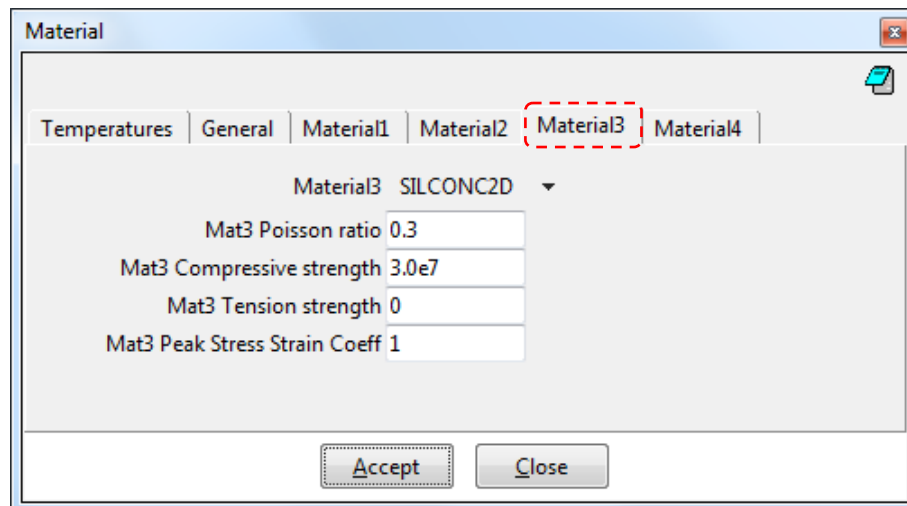 Material
Temperatures General Material1 Material2 Material3 Material4
Material3 SILCONC2D
Mat3 Poisson ratio 0.3
Mat3 Compressive strength 3.0e7
Mat3 Tension strength 0
Mat3 Peak Stress Strain Coeff 1
Accept Close